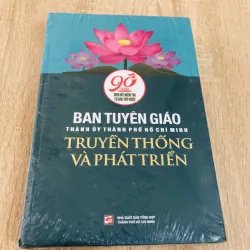 90
BAN TUYÊN GIÁO
THÀNH ỦY THÀNH PHỐ HỒ CHÍ MINH
TRUYỀN THỐNG
VÀ PHÁT TRIỂN
NHÀ XUẤT BẢN TỔNG HỢP
THÀNH PHỐ HỒ CHÍ MINH